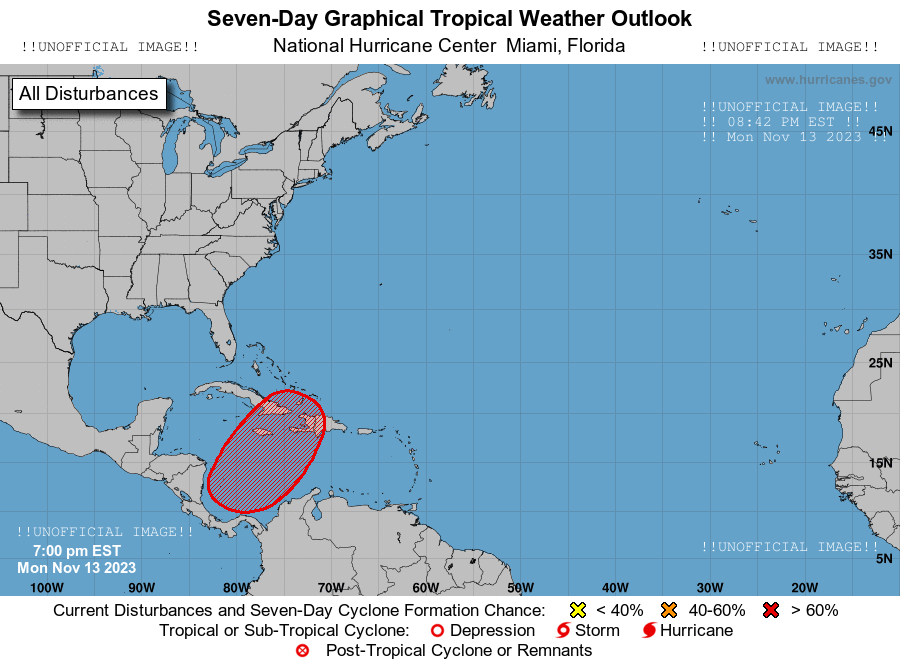 Seven-Day Graphical Tropical Weather Outlook
!!UNOFFICIAL IMAGE!! National Hurricane Center Miami, Florida !!UNOFFICIAL IMAGE!!
www.hurricanes.gov
All Disturbances
!!UNOFFICIAL IMAGE!!
!! 08:42 PM EST !!
!! Mon Nov 13 2023 !!
45N
35N
25N
15N
!!UNOFFICIAL IMAGE!!
!!UNOFFICIAL IMAGE!!
7:00 pm EST
5N
Mon Nov 13 2023
100W 90W 80W 70W 60W 50W 40W 30W 20W
Current Disturbances and Seven-Day Cyclone Formation Chance: < 40% 40-60% > 60%
Tropical or Sub-Tropical Cyclone: Depression Storm Hurricane
Post-Tropical Cyclone or Remnants